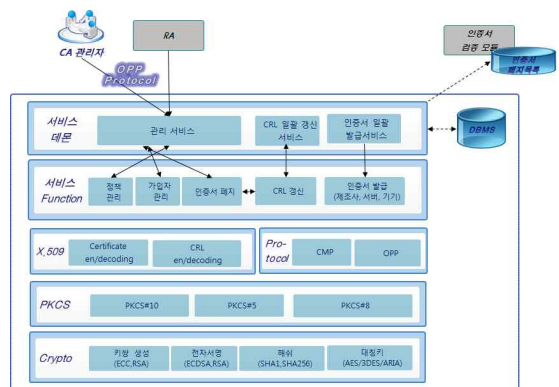 RA
CA 관리자
OPP
Protocol
인증서
검증 모듈
인증서
폐지목록
서비스
데몬
관리 서비스
CRL 일괄 갱신
서비스
인증서 일괄
발급서비스
DBMS
서비스
Function
정책
관리
가입자
관리
인증서 폐지
CRL 갱신
인증서 발급
(제조사, 서버, 기기)
X.509
Certificate
en/decoding
CRL
en/decoding
Pro-
tocol
CMP
OPP
PKCS
PKCS#10
PKCS#5
PKCS#8
Crypto
키쌍 생성
(ECC,RSA)
전자서명
(ECDSA,RSA)
해쉬
(SHA1,SHA256)
대칭키
(AES/3DES/ARIA)